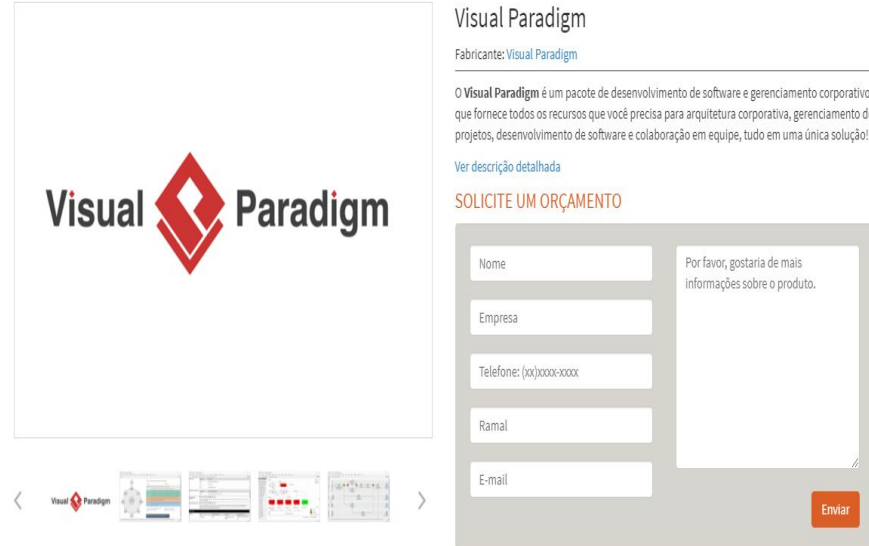 Visual Paradigm
Visual Paradigm
Fabricante: Visual Paradigm
O Visual Paradigm é um pacote de desenvolvimento de software e gerenciamento corporativo
que fornece todos os recursos que você precisa para arquitetura corporativa, gerenciamento d
projetos, desenvolvimento de software e colaboração em equipe, tudo em uma única solução!
Ver descrição detalhada
SOLICITE UM ORÇAMENTO
Nome
Empresa
Telefone: (xx)xxxx-xxxx
Ramal
E-mail
Por favor, gostaria de mais
informações sobre o produto.
Enviar
Visual Paradigm